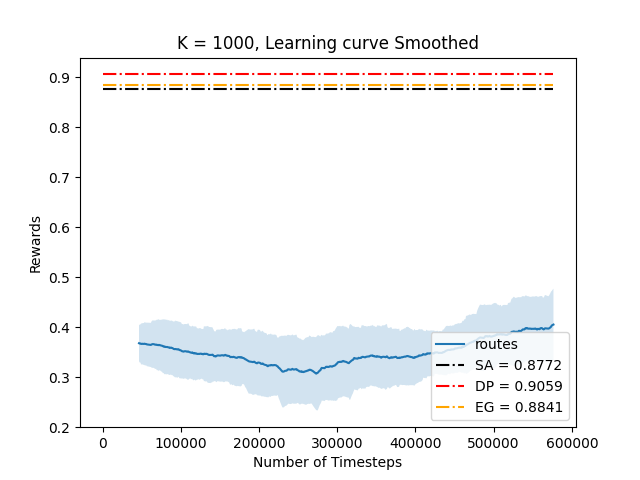 K = 1000, Learning curve Smoothed
Rewards
0.9
0.8
0.7
0.6
0.5
0.4
0.3
0.2
routes
SA = 0.8772
DP = 0.9059
EG = 0.8841
0 100000 200000 300000 400000 500000 600000
Number of Timesteps